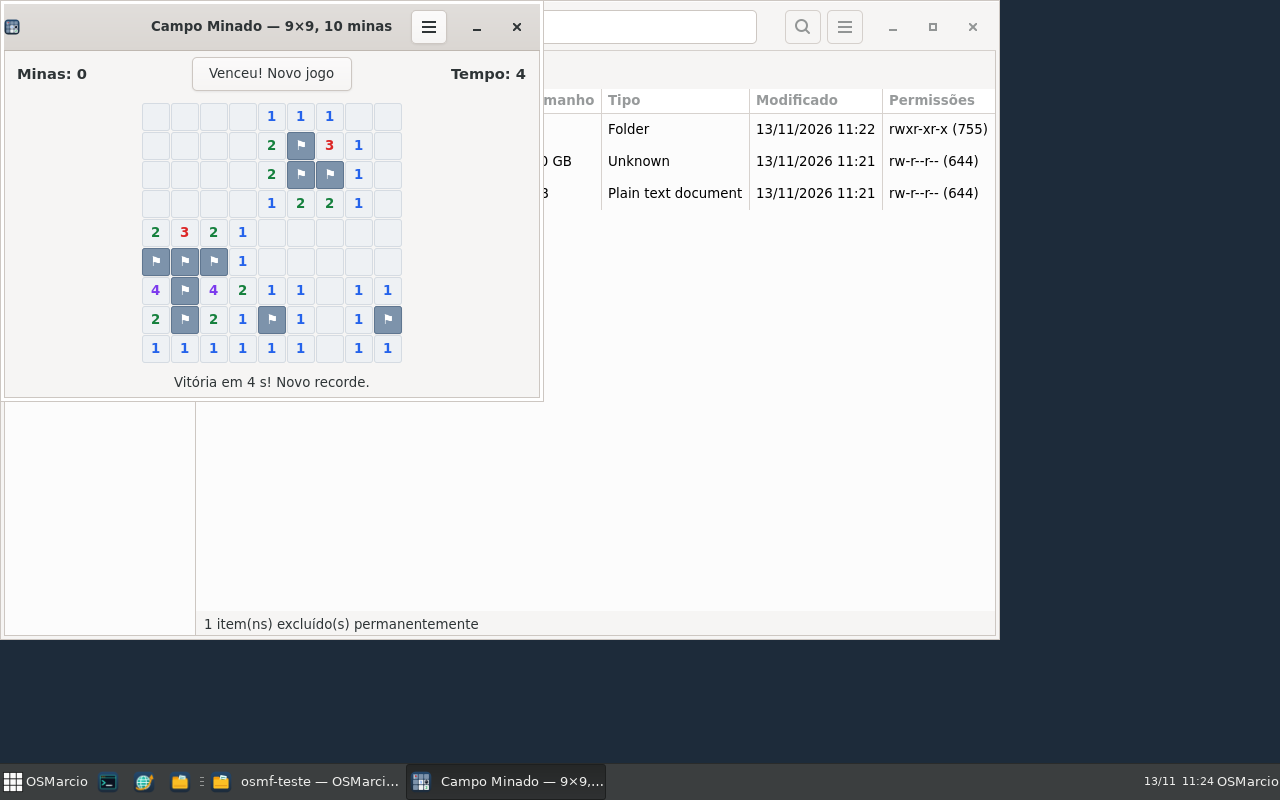 Campo Minado — 9×9, 10 minas
Minas: 0
Venceu! Novo jogo
Tempo: 4
1 1 1
2 ⚑ 3 1
2 ⚑ ⚑ 1
1 2 2 1
2 3 2 1
⚑ ⚑ ⚑ 1
4 ⚑ 4 2 1 1 1 1
2 ⚑ 2 1 ⚑ 1 1 ⚑
1 1 1 1 1 1 1 1
Vitória em 4 s! Novo recorde.
manho Tipo Modificado Permissões
Folder 13/11/2026 11:22 rwxr-xr-x (755)
GB Unknown 13/11/2026 11:21 rw-r--r-- (644)
Plain text document 13/11/2026 11:21 rw-r--r-- (644)
1 item(ns) excluído(s) permanentemente
OSMarcio
osmf-teste — OSMarci...
Campo Minado — 9×9,...
13/11 11:24 OSMarcio